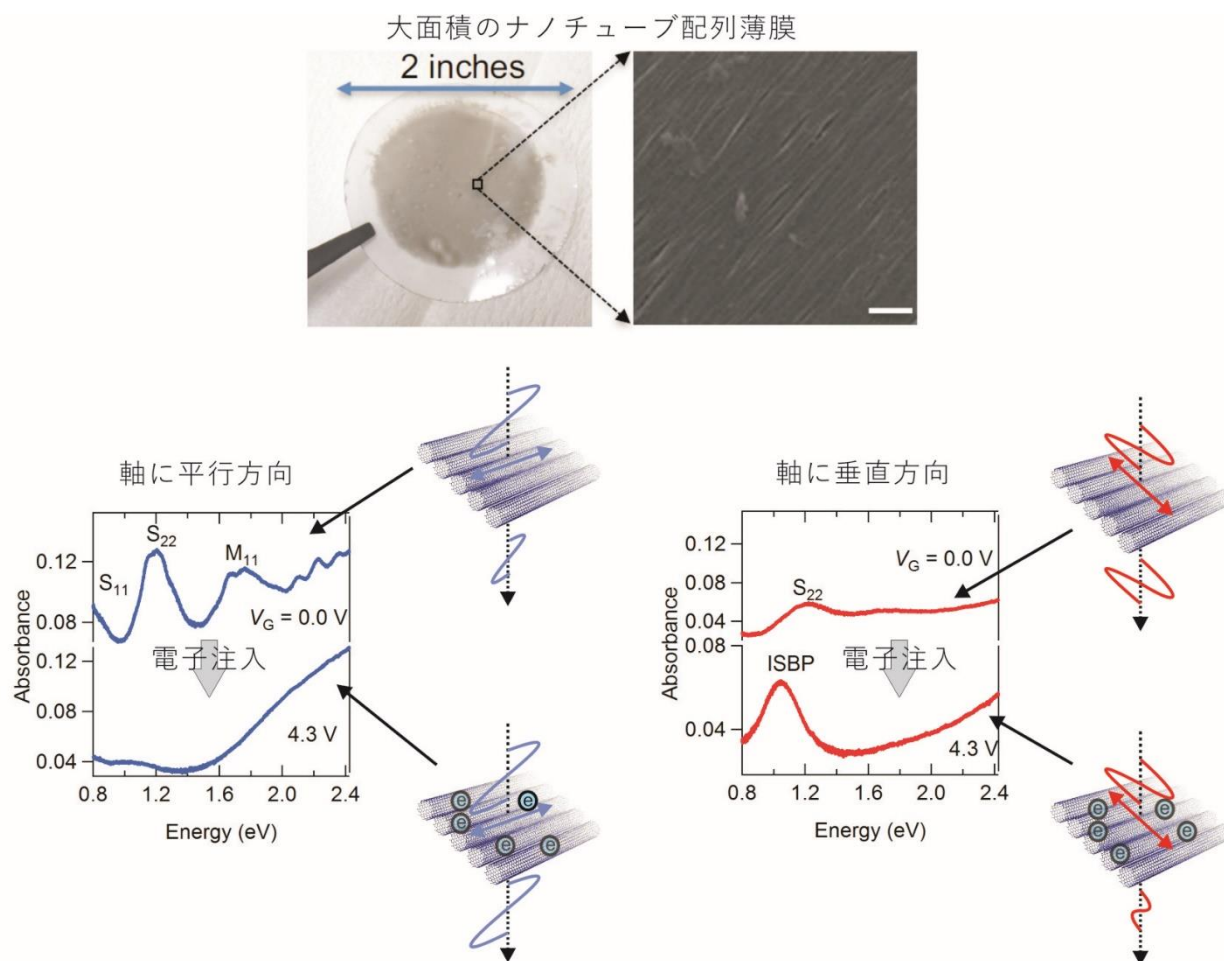 大面積のナノチューブ配列薄膜
2 inches
軸に平行方向
S11
S22
M11
VG = 0.0 V
0.12
0.08
電子注入
4.3 V
0.12
0.08
0.04
Absorbance
0.8 1.2 1.6 2.0 2.4
Energy (eV)
e e e e e
軸に垂直方向
VG = 0.0 V
S22
0.12
0.08
0.04
電子注入
ISBP
4.3 V
0.08
0.04
Absorbance
0.8 1.2 1.6 2.0 2.4
Energy (eV)
e e e e e